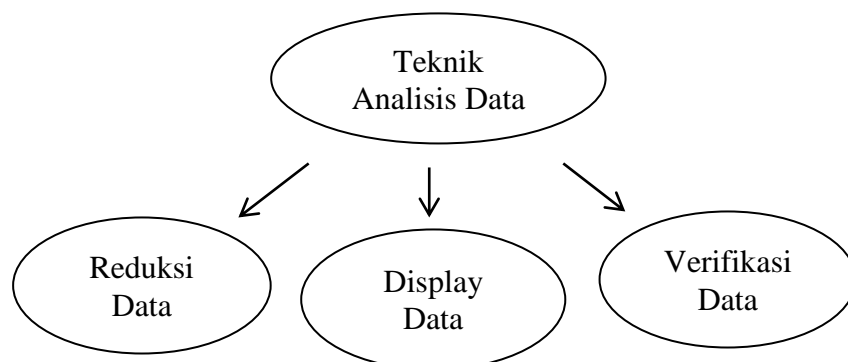 Teknik
Analisis Data
Reduksi
Data
Display
Data
Verifikasi
Data